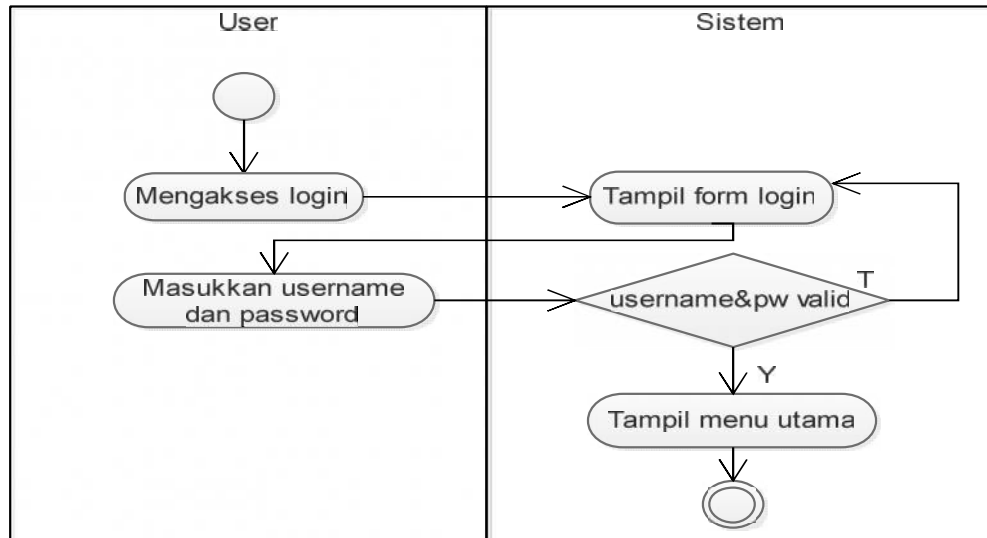 User
Sistem
Mengakses login
Tampil form login
Masukkan username
dan password
username&pw valid
T
Y
Tampil menu utama